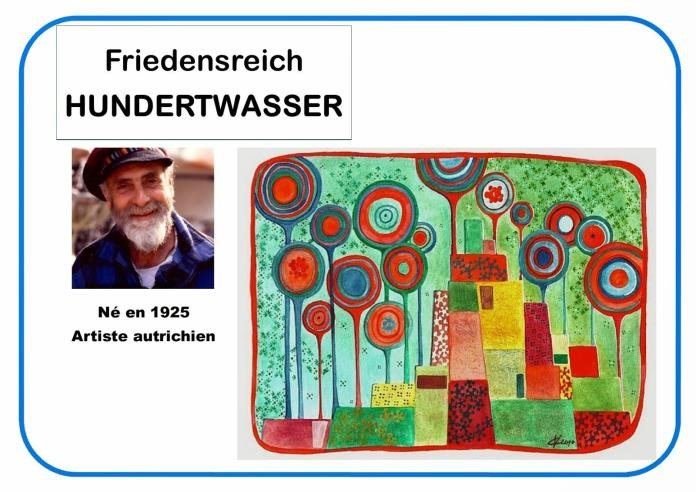 Friedensreich
HUNDERTWASSER
Né en 1925
Artiste autrichien